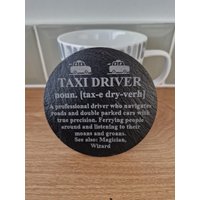 TAXI DRIVER
noun. [tax-e dry-verh]
A professional driver who navigates
roads and double parked cars with
true precision. Ferrying people
around and listening to their
moans and groans.
See also: Magician,
Wizard